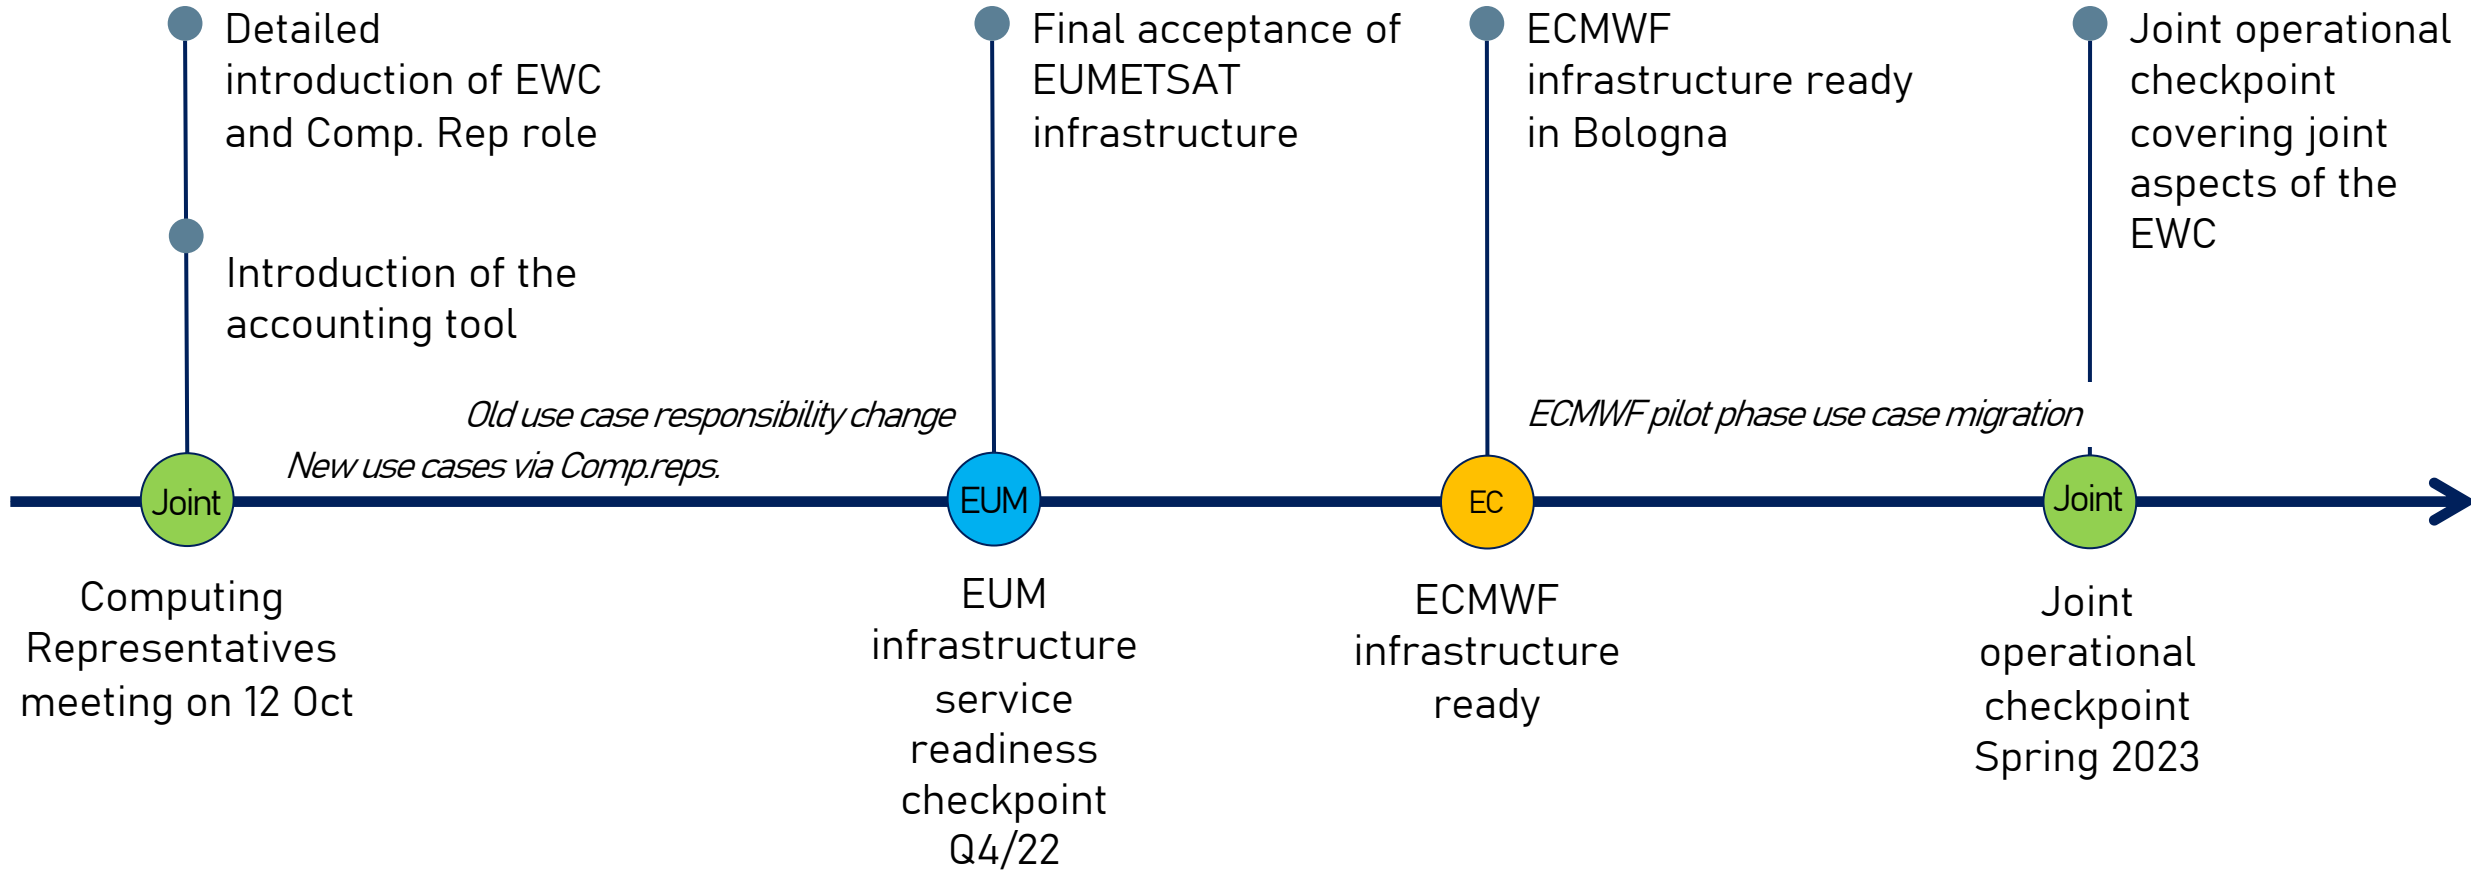 Detailed
introduction of EWC
and Comp. Rep role
Introduction of the
accounting tool
Final acceptance of
EUMETSAT
infrastructure
ECMWF
infrastructure ready
in Bologna
Joint operational
checkpoint
covering joint
aspects of the
EWC
Old use case responsibility change
New use cases via Comp.reps.
ECMWF pilot phase use case migration
Joint
EUM
EC
Joint
Computing
Representatives
meeting on 12 Oct
EUM
infrastructure
service
readiness
checkpoint
Q4/22
ECMWF
infrastructure
ready
Joint
operational
checkpoint
Spring 2023